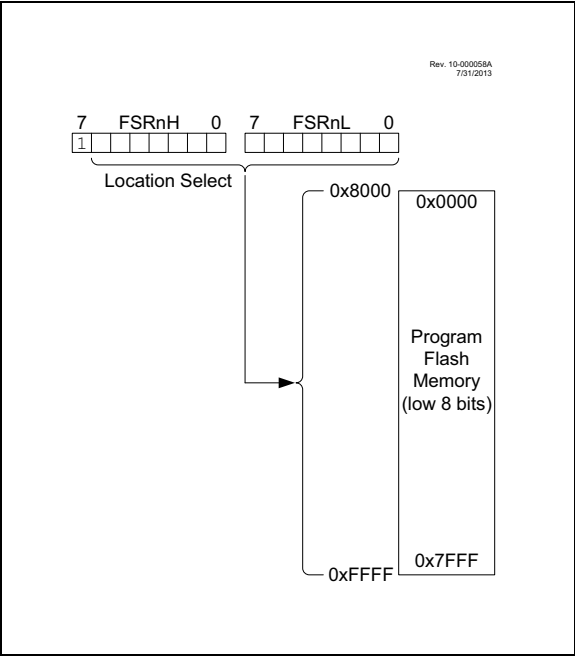 Rev. 10-000058A
7/31/2013
7 FSRnH 0 7 FSRnL 0
1
Location Select
0x8000
0x0000
Program
Flash
Memory
(low 8 bits)
0x7FFF
0xFFFF